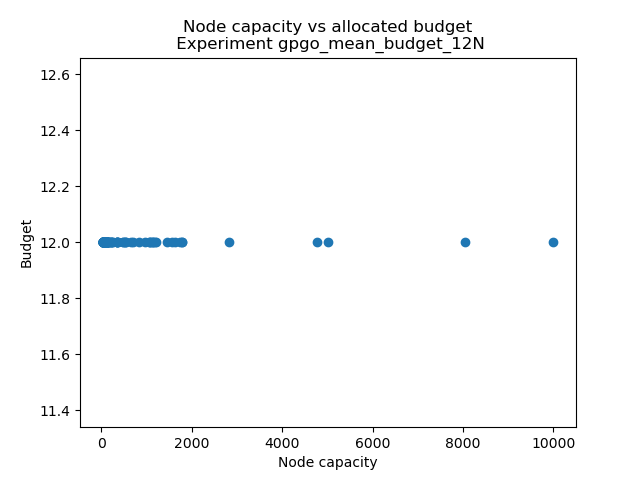 Node capacity vs allocated budget
Experiment gpgo_mean_budget_12N
12.6
12.4
12.2
12.0
11.8
11.6
11.4
Budget
0 2000 4000 6000 8000 10000
Node capacity